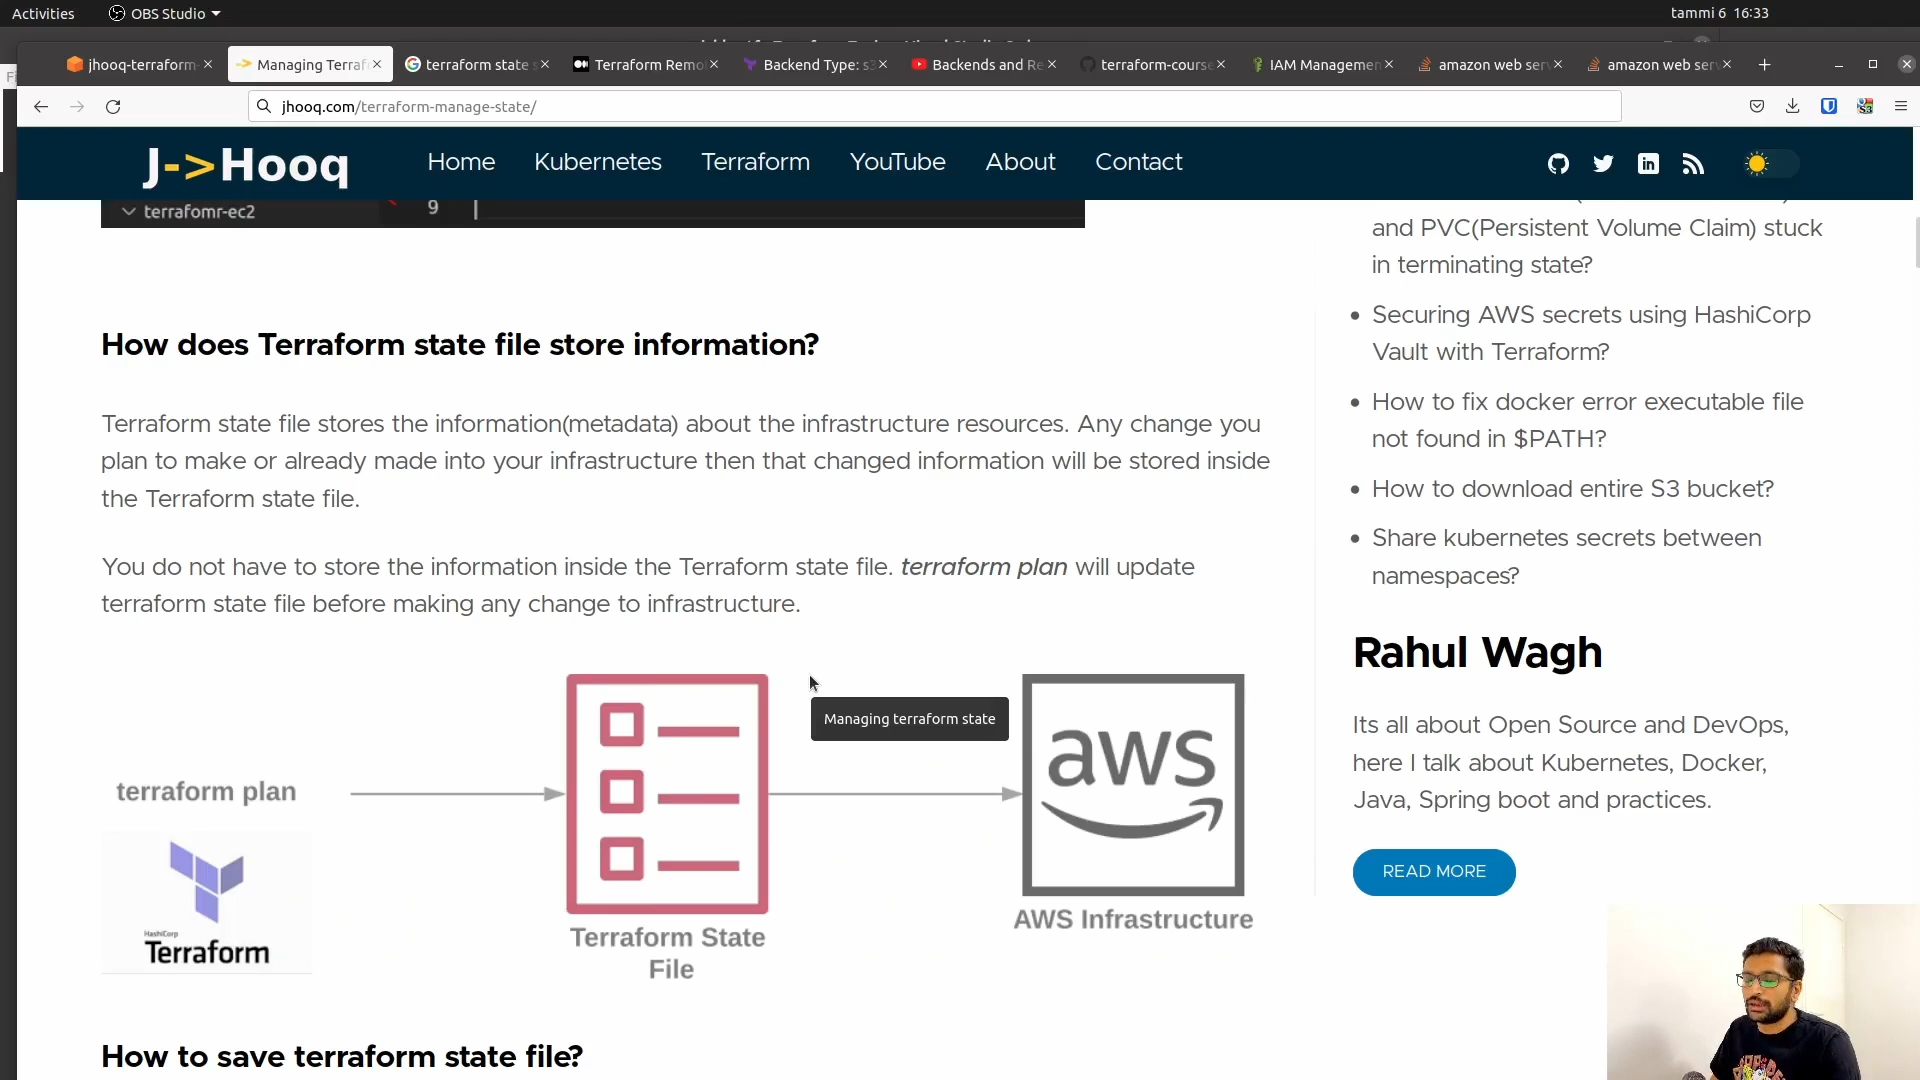 Activities
OBS Studio
tammi 6 16:33
jhooq-terraform-
Managing Terraf
terraform state s
Terraform Remo
Backend Type: s3
Backends and Re
terraform-course
IAM Managemen
amazon web serv
amazon web serv
jhooq.com/terraform-manage-state/
J->Hooq
Home
Kubernetes
Terraform
YouTube
About
Contact
terrafomr-ec2
9
How does Terraform state file store information?
Terraform state file stores the information(metadata) about the infrastructure resources. Any change you
plan to make or already made into your infrastructure then that changed information will be stored inside
the Terraform state file.
You do not have to store the information inside the Terraform state file. terraform plan will update
terraform state file before making any change to infrastructure.
Managing terraform state
terraform plan
HashiCorp
Terraform
Terraform State
File
aws
AWS Infrastructure
How to save terraform state file?
and PVC(Persistent Volume Claim) stuck
in terminating state?
Securing AWS secrets using HashiCorp
Vault with Terraform?
How to fix docker error executable file
not found in $PATH?
How to download entire S3 bucket?
Share kubernetes secrets between
namespaces?
Rahul Wagh
Its all about Open Source and DevOps,
here I talk about Kubernetes, Docker,
Java, Spring boot and practices.
READ MORE